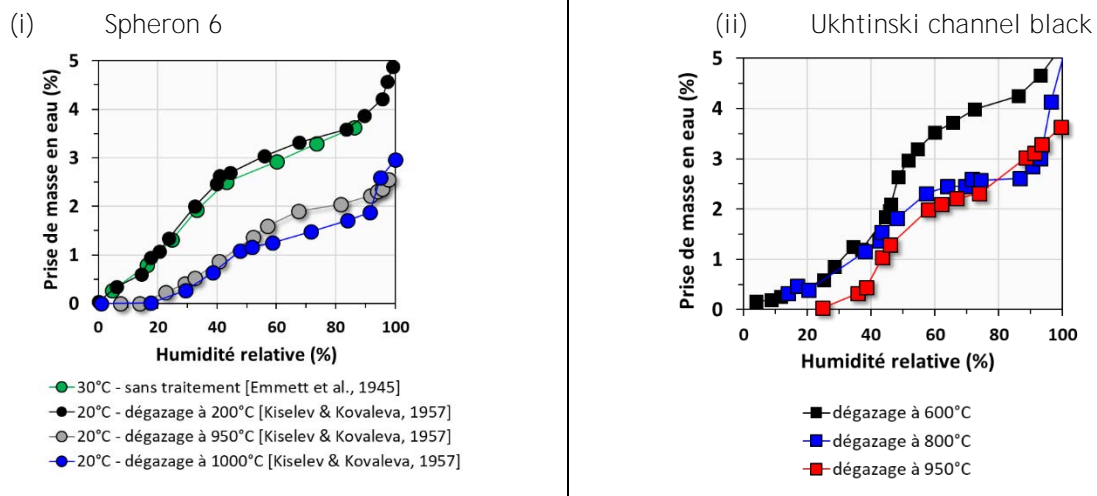 (i) Spheron 6
Prise de masse en eau (%)
5
4
3
2
1
0
0 20 40 60 80 100
Humidité relative (%)
30°C - sans traitement [Emmett et al., 1945]
20°C - dégazage à 200°C [Kiselev & Kovaleva, 1957]
20°C - dégazage à 950°C [Kiselev & Kovaleva, 1957]
20°C - dégazage à 1000°C [Kiselev & Kovaleva, 1957]
(ii) Ukhtinski channel black
Prise de masse en eau (%)
5
4
3
2
1
0
0 20 40 60 80 100
Humidité relative (%)
dégazage à 600°C
dégazage à 800°C
dégazage à 950°C